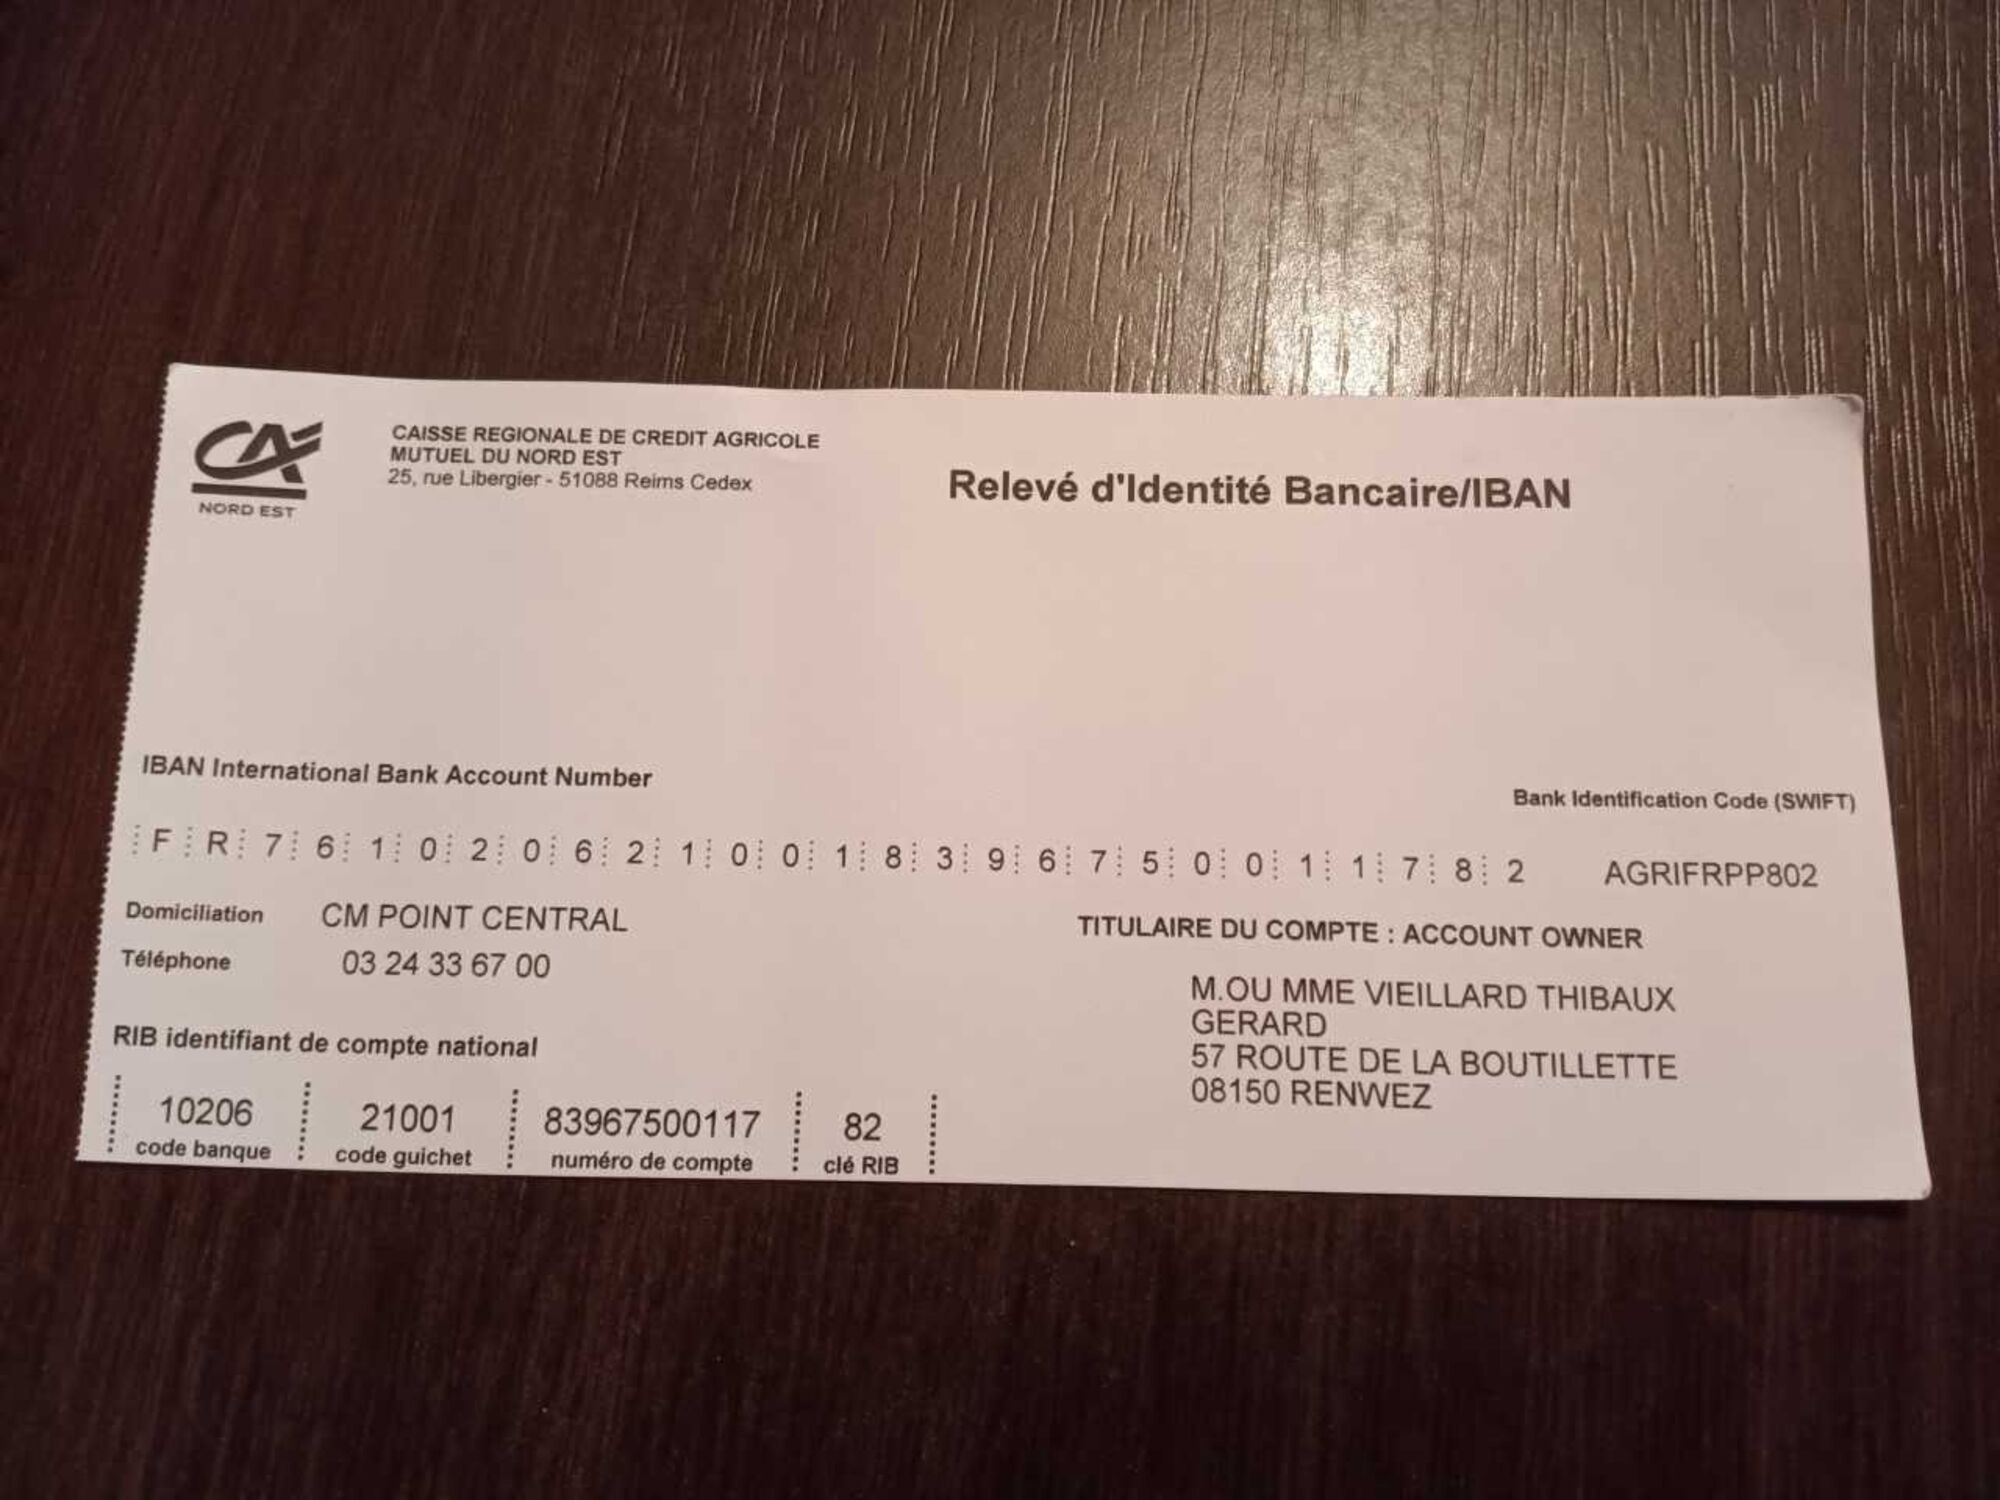 CA
NORD EST
CAISSE REGIONALE DE CREDIT AGRICOLE
MUTUEL DU NORD EST
25, rue Libergier - 51088 Reims Cedex
Relevé d'Identité Bancaire/IBAN
IBAN International Bank Account Number
Bank Identification Code (SWIFT)
F R 7 6 1 0 2 0 6 2 1 0 0 1 8 3 9 6 7 5 0 0 1 1 7 8 2 AGRIFRPP802
Domiciliation CM POINT CENTRAL
Téléphone 03 24 33 67 00
TITULAIRE DU COMPTE : ACCOUNT OWNER
M.OU MME VIEILLARD THIBAUX
GERARD
57 ROUTE DE LA BOUTILLETTE
08150 RENWEZ
RIB identifiant de compte national
10206 21001 83967500117 82
code banque code guichet numéro de compte clé RIB